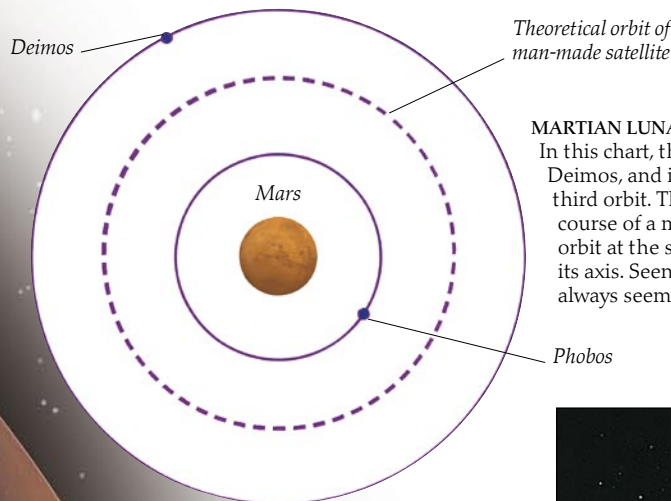 Deimos
Theoretical orbit of
man-made satellite
MARTIAN LUNA
In this chart, th
Deimos, and i
third orbit. Th
course of a m
orbit at the s
its axis. Seen
always seem
Mars
Phobos